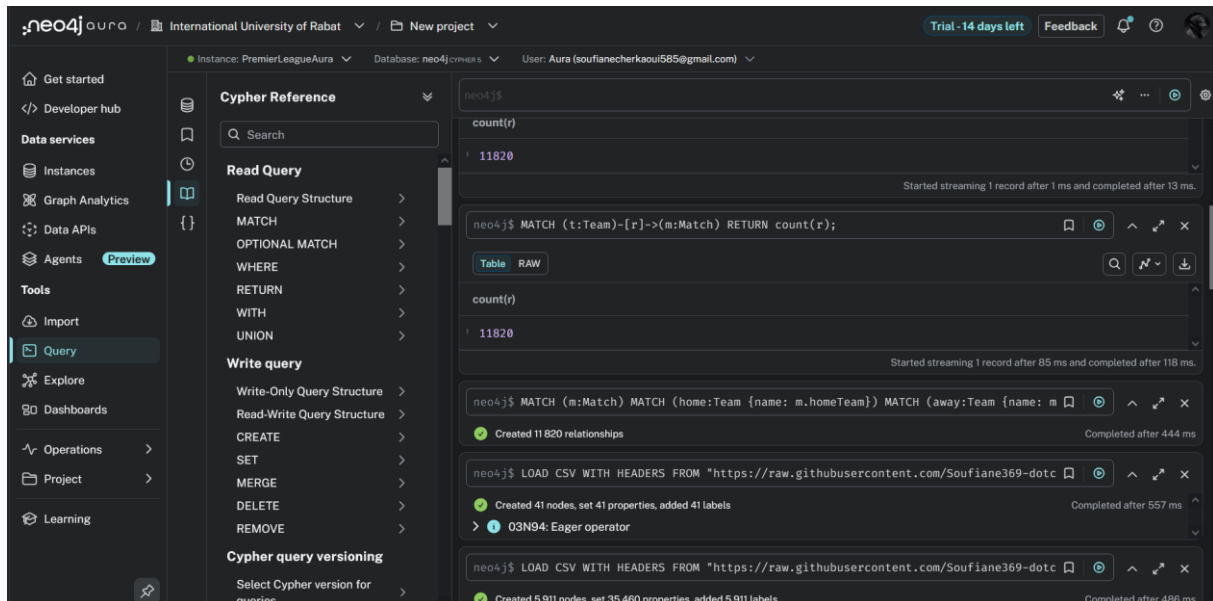 neo4j aura / International University of Rabat / New project
Trial - 14 days left Feedback
Instance: PremierLeagueAura Database: neo4j CYPHER 5 User: Aura (soufianecherkaoui585@gmail.com)
Get started
Developer hub
Data services
Instances
Graph Analytics
Data APIs
Agents Preview
Tools
Import
Query
Explore
Dashboards
Operations
Project
Learning
Cypher Reference
Search
Read Query
Read Query Structure
MATCH
OPTIONAL MATCH
WHERE
RETURN
WITH
UNION
Write query
Write-Only Query Structure
Read-Write Query Structure
CREATE
SET
MERGE
DELETE
REMOVE
Cypher query versioning
Select Cypher version for
queries
neo4j$
count(r)
1 11820
Started streaming 1 record after 1 ms and completed after 13 ms.
neo4j$ MATCH (t:Team)-[r]->(m:Match) RETURN count(r);
Table RAW
count(r)
1 11820
Started streaming 1 record after 85 ms and completed after 118 ms.
neo4j$ MATCH (m:Match) MATCH (home:Team {name: m.homeTeam}) MATCH (away:Team {name: m
Created 11 820 relationships Completed after 444 ms
neo4j$ LOAD CSV WITH HEADERS FROM "https://raw.githubusercontent.com/Soufiane369-dotc
Created 41 nodes, set 41 properties, added 41 labels Completed after 557 ms
03N94: Eager operator
neo4j$ LOAD CSV WITH HEADERS FROM "https://raw.githubusercontent.com/Soufiane369-dotc
Created 5 911 nodes, set 35 460 properties, added 5 911 labels Completed after 486 ms